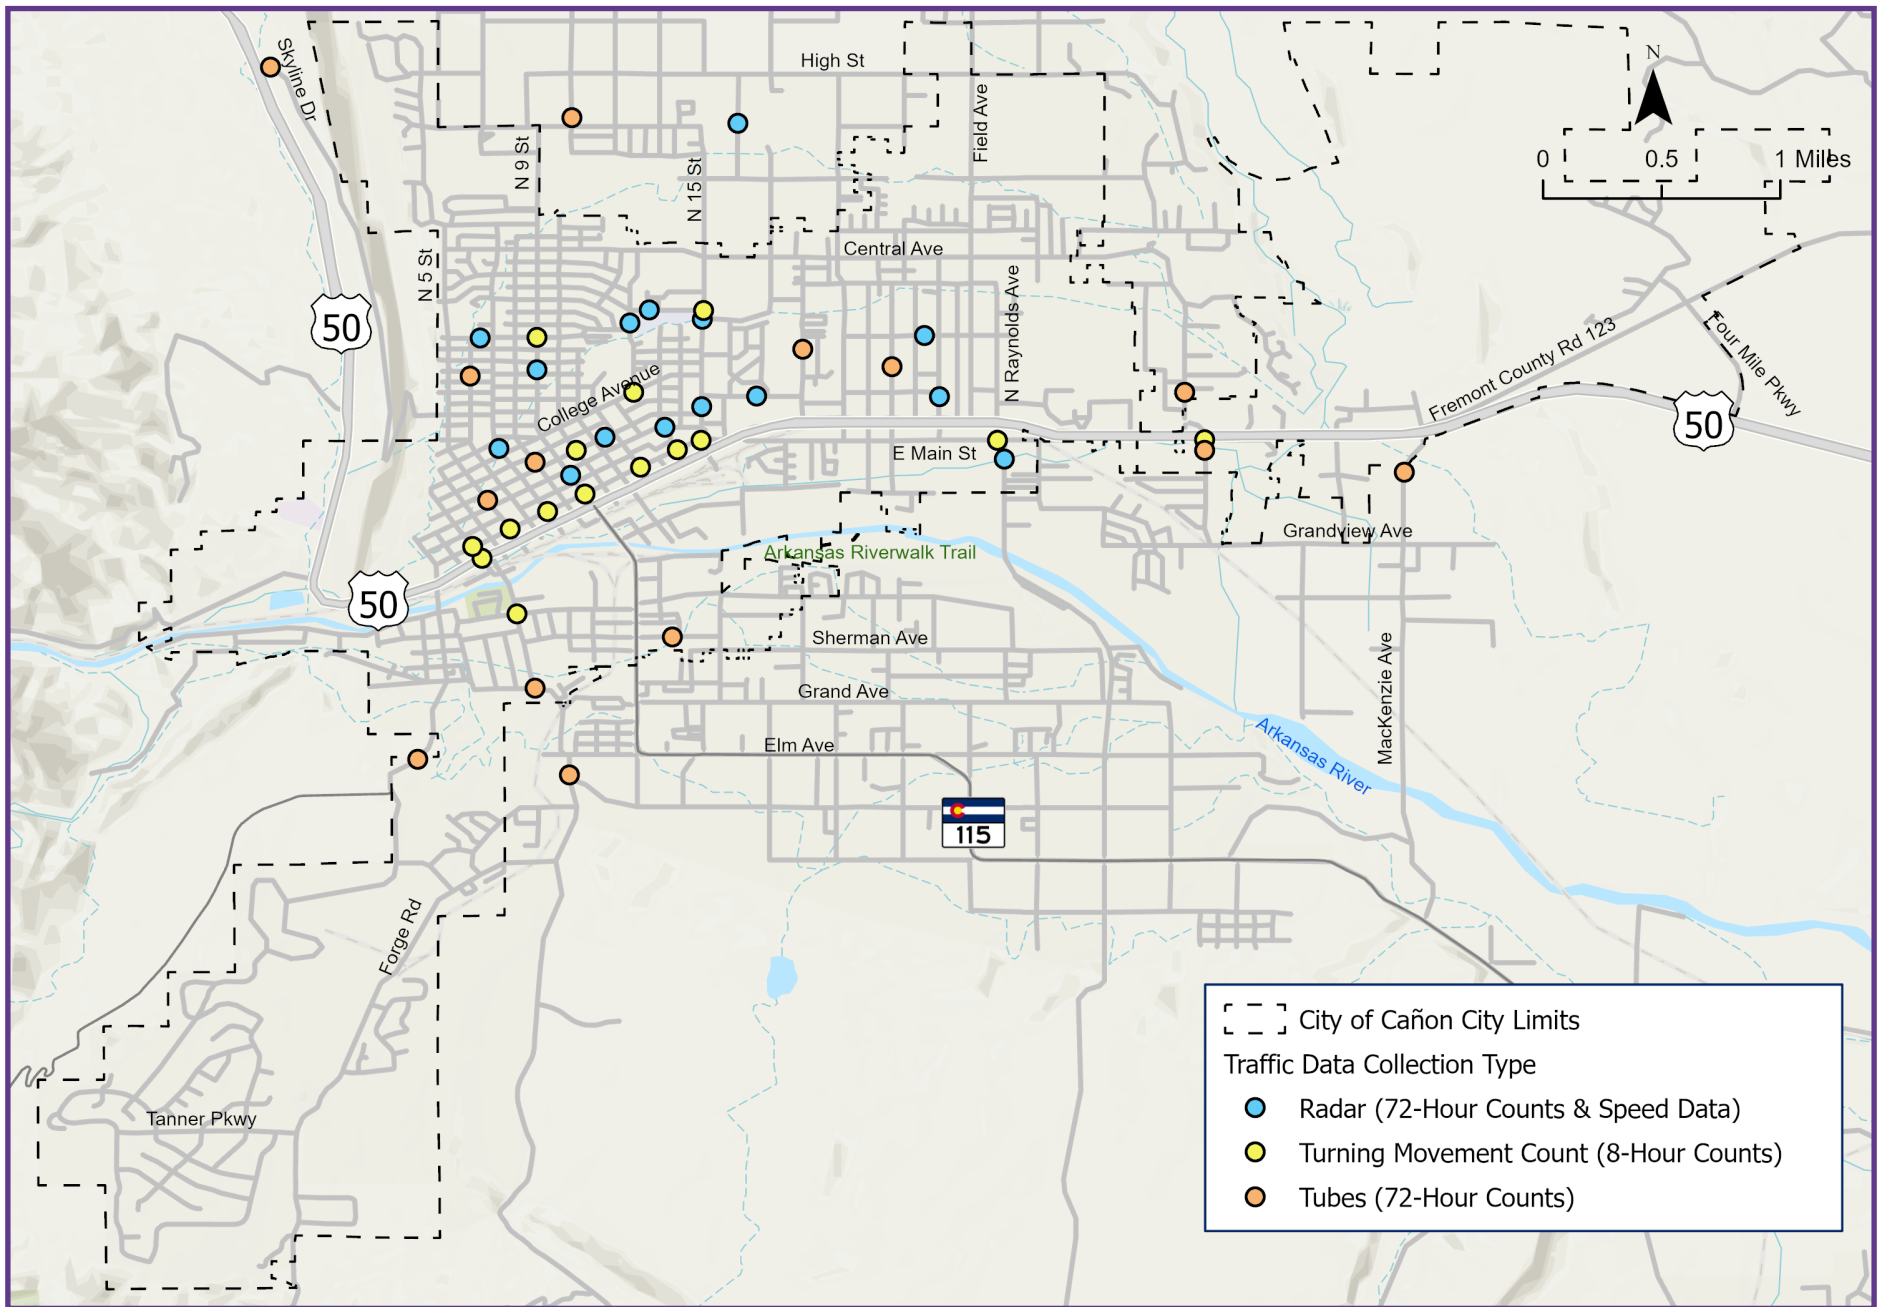 Skyline Dr
High St
N
0 0.5 1 Miles
N 9 St
Field Ave
N 15 St
N 5 St
Central Ave
50
N Raynolds Ave
Fremont County Rd 123
Four Mile Pkwy
College Avenue
50
E Main St
Grandview Ave
Arkansas Riverwalk Trail
50
Sherman Ave
MacKenzie Ave
Grand Ave
Elm Ave
Arkansas River
115
Forge Rd
Tanner Pkwy
City of Cañon City Limits
Traffic Data Collection Type
Radar (72-Hour Counts & Speed Data)
Turning Movement Count (8-Hour Counts)
Tubes (72-Hour Counts)